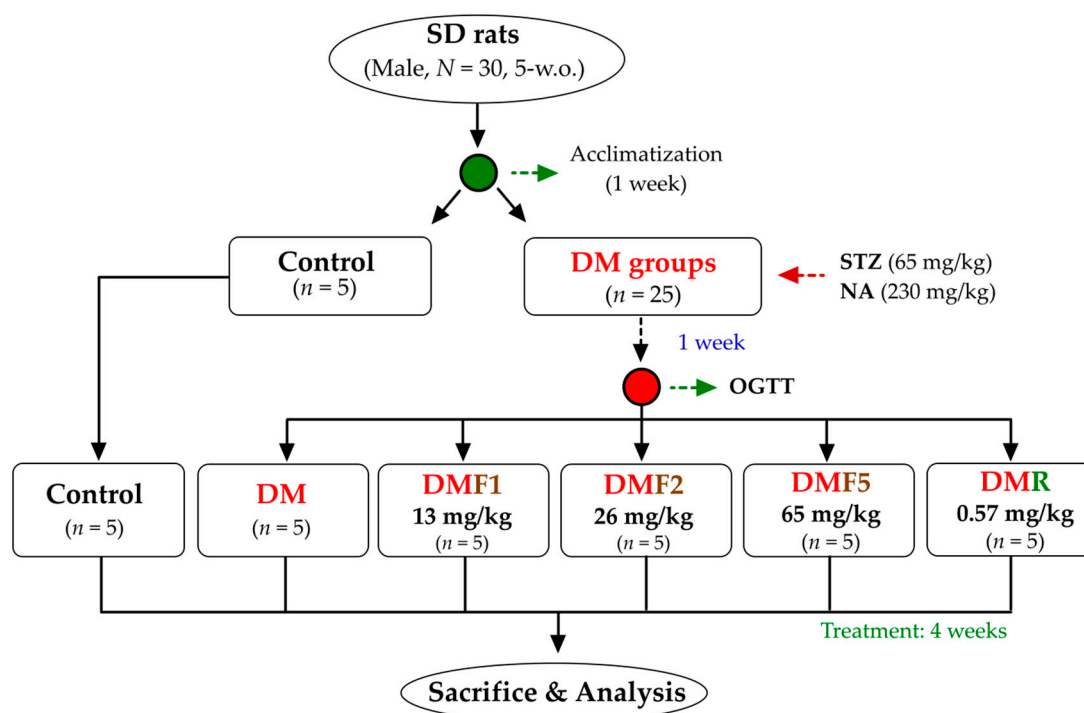 SD rats
(Male, N = 30, 5-w.o.)
Acclimatization
(1 week)
Control
(n = 5)
DM groups
(n = 25)
STZ (65 mg/kg)
NA (230 mg/kg)
1 week
OGTT
Control
(n = 5)
DM
(n = 5)
DMF1
13 mg/kg
(n = 5)
DMF2
26 mg/kg
(n = 5)
DMF5
65 mg/kg
(n = 5)
DMR
0.57 mg/kg
(n = 5)
Treatment: 4 weeks
Sacrifice & Analysis